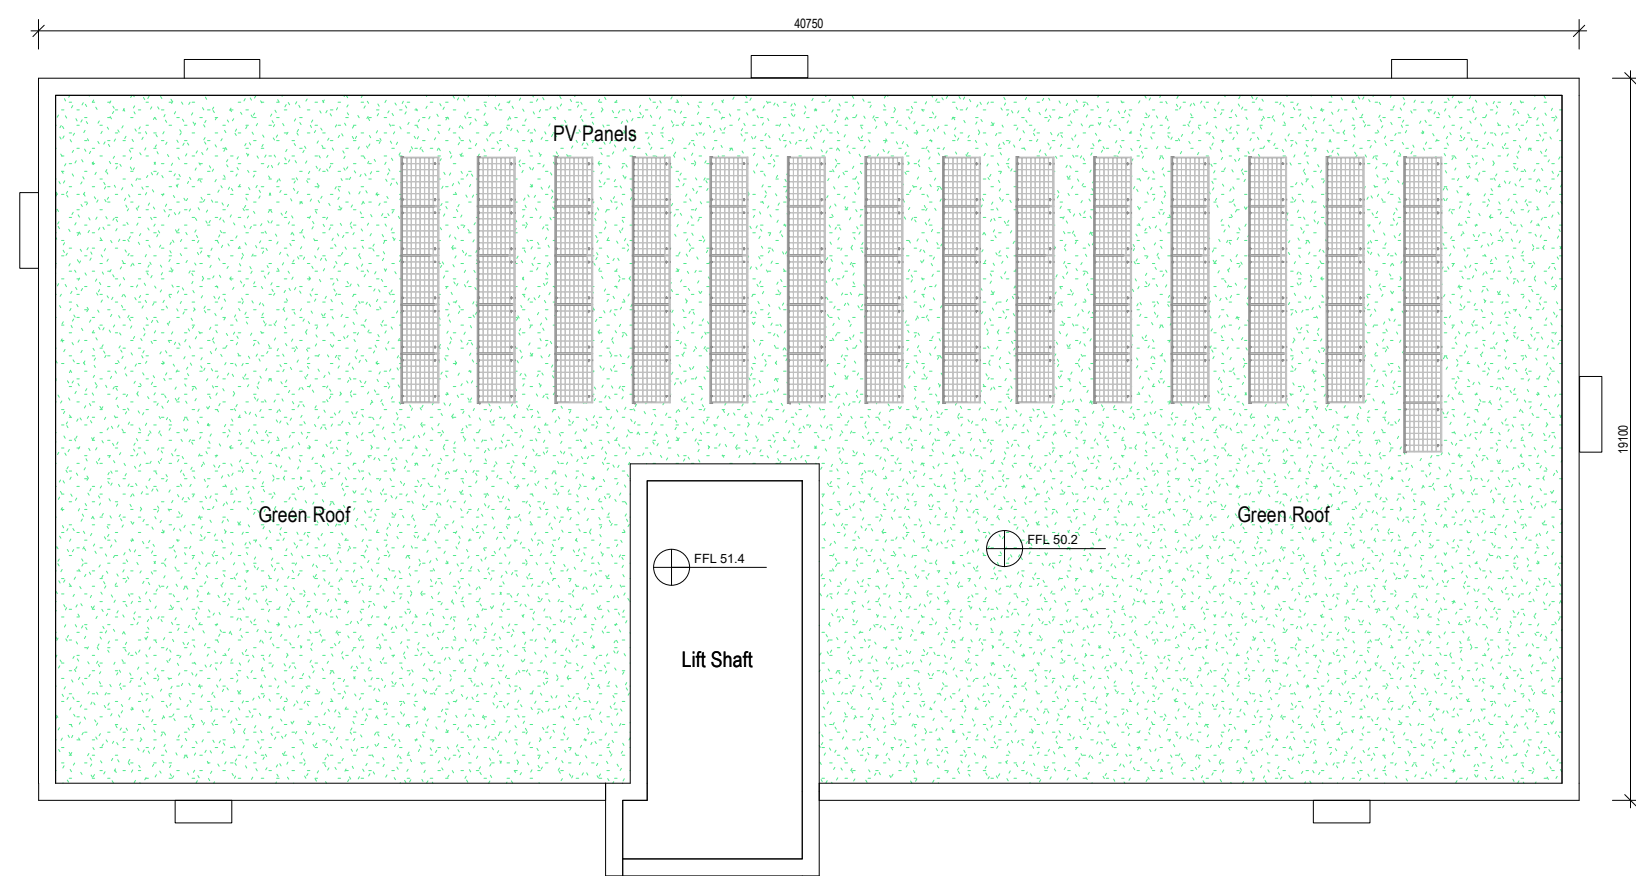 40750
PV Panels
19100
Green Roof
Green Roof
FFL 50.2
FFL 51.4
Lift Shaft